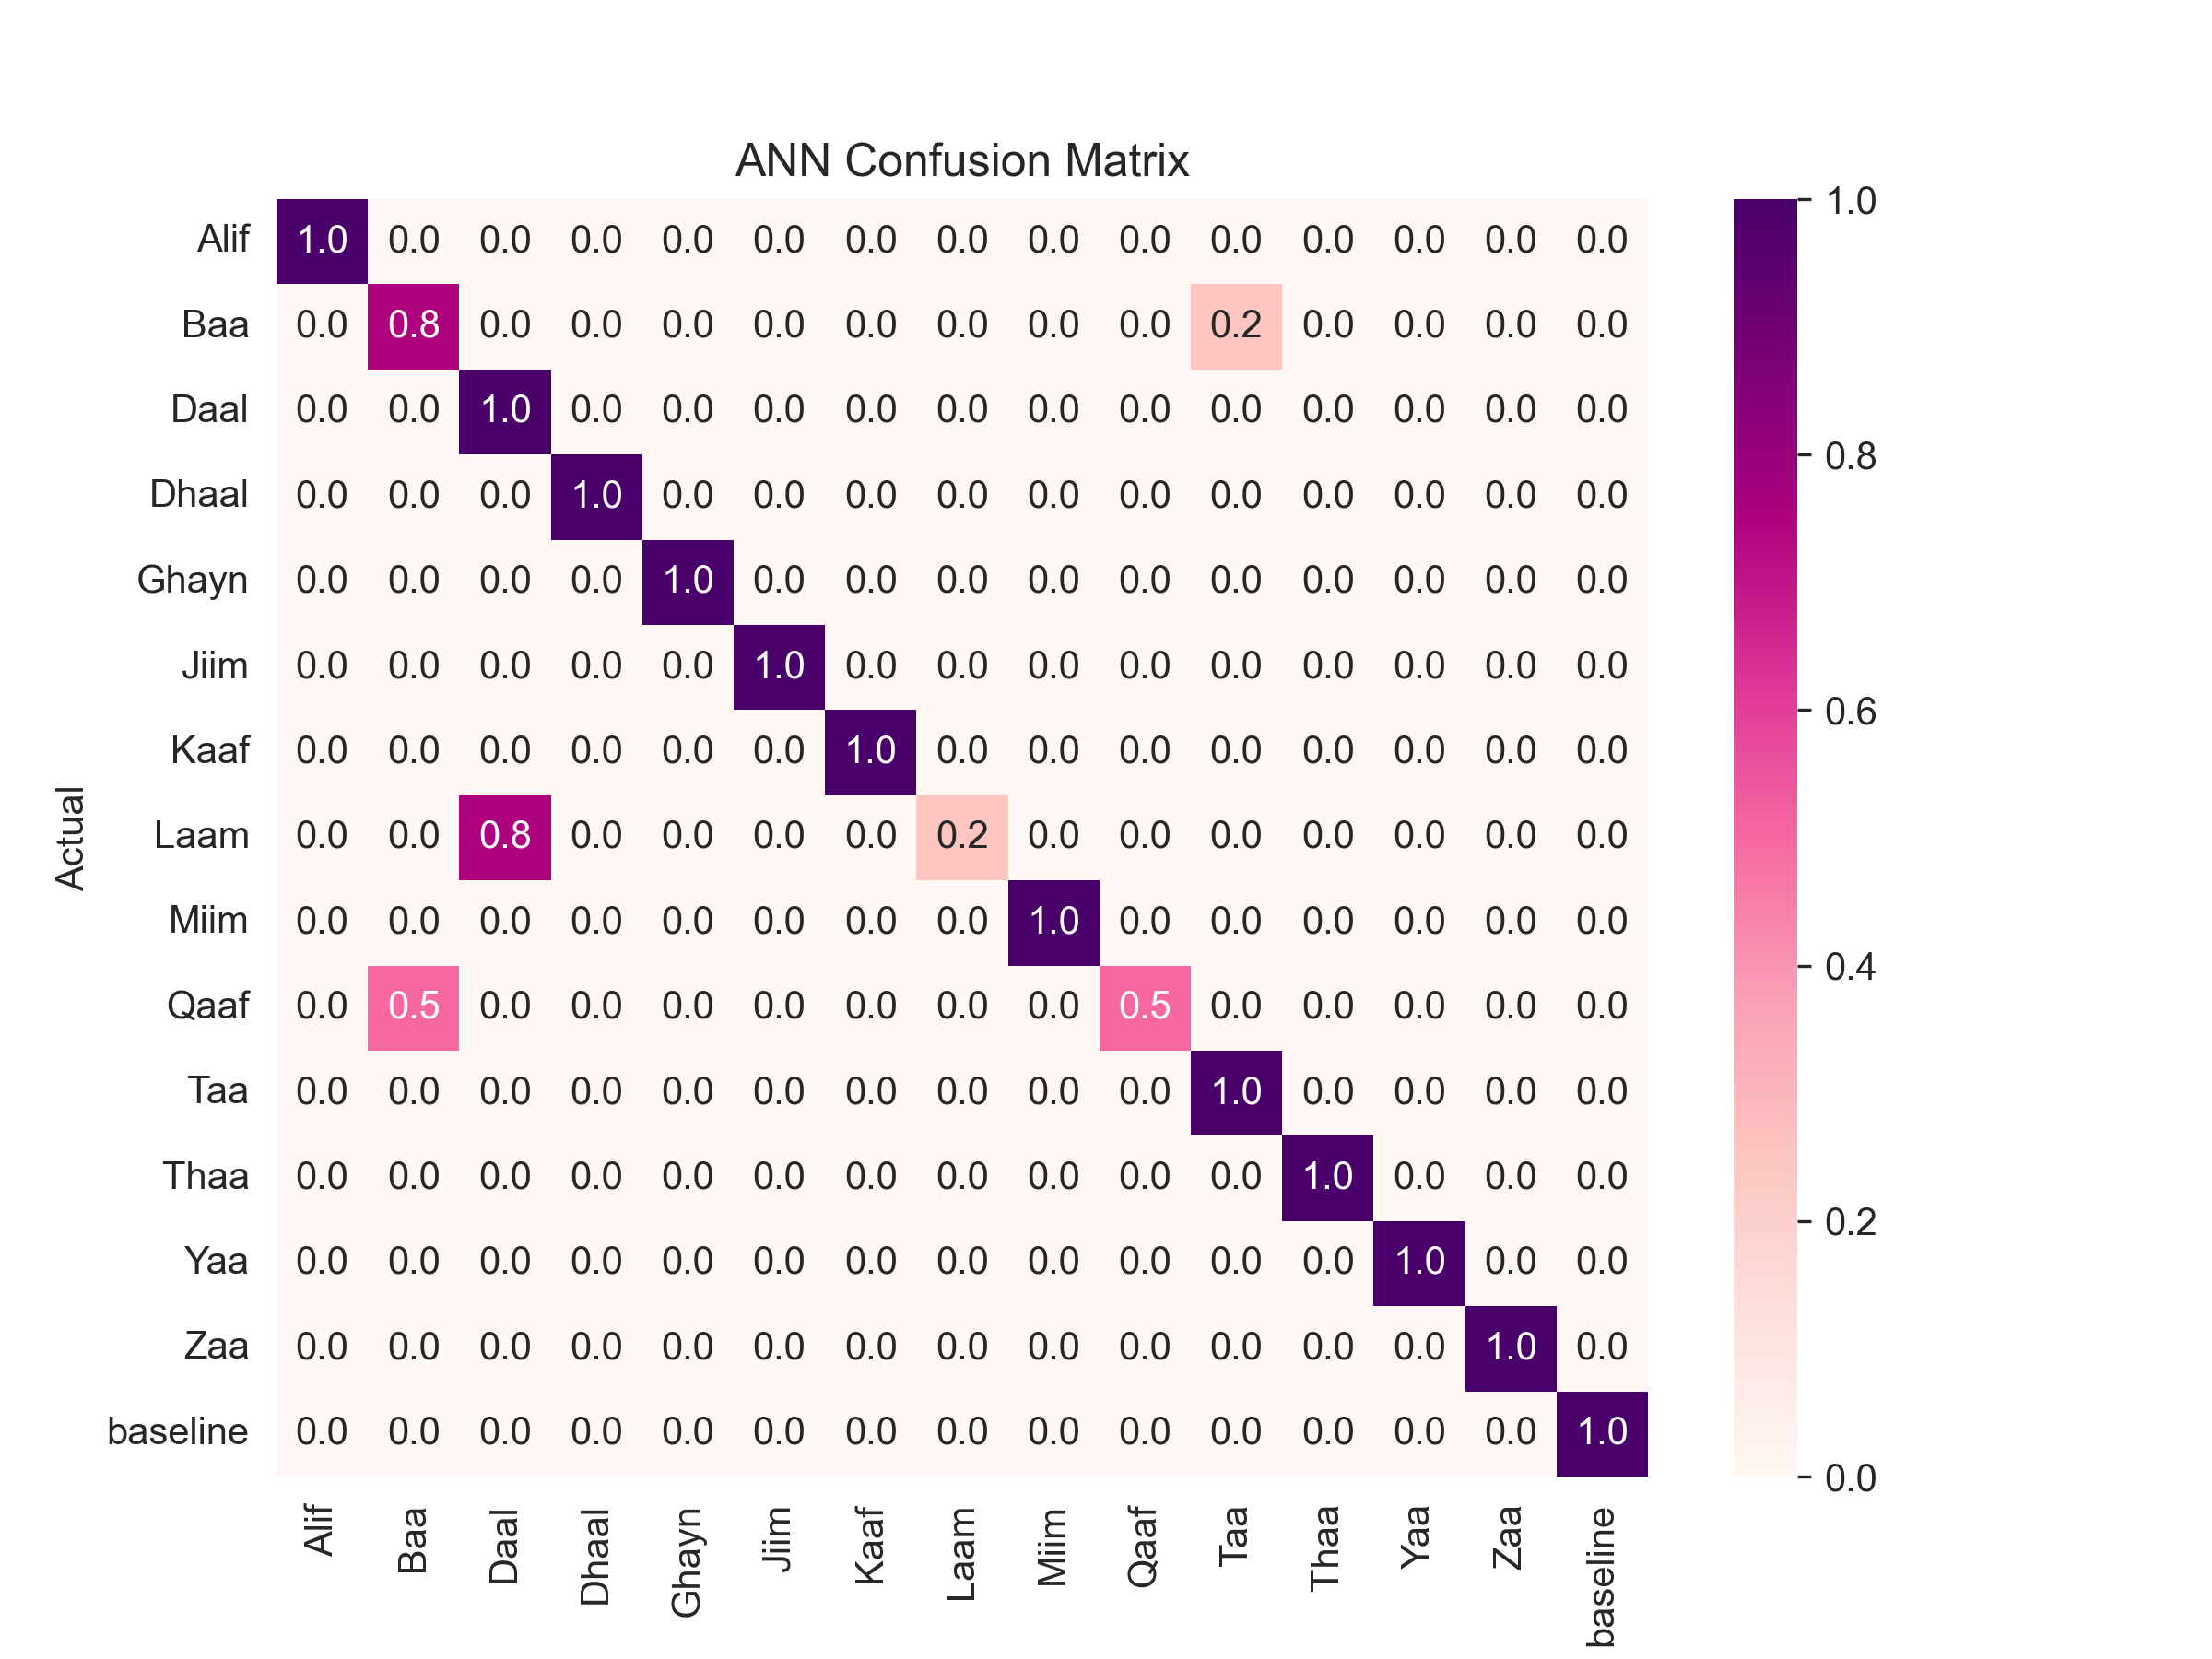 ANN Confusion Matrix
Actual
Alif 1.0 0.0 0.0 0.0 0.0 0.0 0.0 0.0 0.0 0.0 0.0 0.0 0.0 0.0 0.0
Baa 0.0 0.8 0.0 0.0 0.0 0.0 0.0 0.0 0.0 0.0 0.2 0.0 0.0 0.0 0.0
Daal 0.0 0.0 1.0 0.0 0.0 0.0 0.0 0.0 0.0 0.0 0.0 0.0 0.0 0.0 0.0
Dhaal 0.0 0.0 0.0 1.0 0.0 0.0 0.0 0.0 0.0 0.0 0.0 0.0 0.0 0.0 0.0
Ghayn 0.0 0.0 0.0 0.0 1.0 0.0 0.0 0.0 0.0 0.0 0.0 0.0 0.0 0.0 0.0
Jiim 0.0 0.0 0.0 0.0 0.0 1.0 0.0 0.0 0.0 0.0 0.0 0.0 0.0 0.0 0.0
Kaaf 0.0 0.0 0.0 0.0 0.0 0.0 1.0 0.0 0.0 0.0 0.0 0.0 0.0 0.0 0.0
Laam 0.0 0.0 0.8 0.0 0.0 0.0 0.0 0.2 0.0 0.0 0.0 0.0 0.0 0.0 0.0
Miim 0.0 0.0 0.0 0.0 0.0 0.0 0.0 0.0 1.0 0.0 0.0 0.0 0.0 0.0 0.0
Qaaf 0.0 0.5 0.0 0.0 0.0 0.0 0.0 0.0 0.0 0.5 0.0 0.0 0.0 0.0 0.0
Taa 0.0 0.0 0.0 0.0 0.0 0.0 0.0 0.0 0.0 0.0 1.0 0.0 0.0 0.0 0.0
Thaa 0.0 0.0 0.0 0.0 0.0 0.0 0.0 0.0 0.0 0.0 0.0 1.0 0.0 0.0 0.0
Yaa 0.0 0.0 0.0 0.0 0.0 0.0 0.0 0.0 0.0 0.0 0.0 0.0 1.0 0.0 0.0
Zaa 0.0 0.0 0.0 0.0 0.0 0.0 0.0 0.0 0.0 0.0 0.0 0.0 0.0 1.0 0.0
baseline 0.0 0.0 0.0 0.0 0.0 0.0 0.0 0.0 0.0 0.0 0.0 0.0 0.0 0.0 1.0
Alif Baa Daal Dhaal Ghayn Jiim Kaaf Laam Miim Qaaf Taa Thaa Yaa Zaa baseline
1.0
0.8
0.6
0.4
0.2
0.0